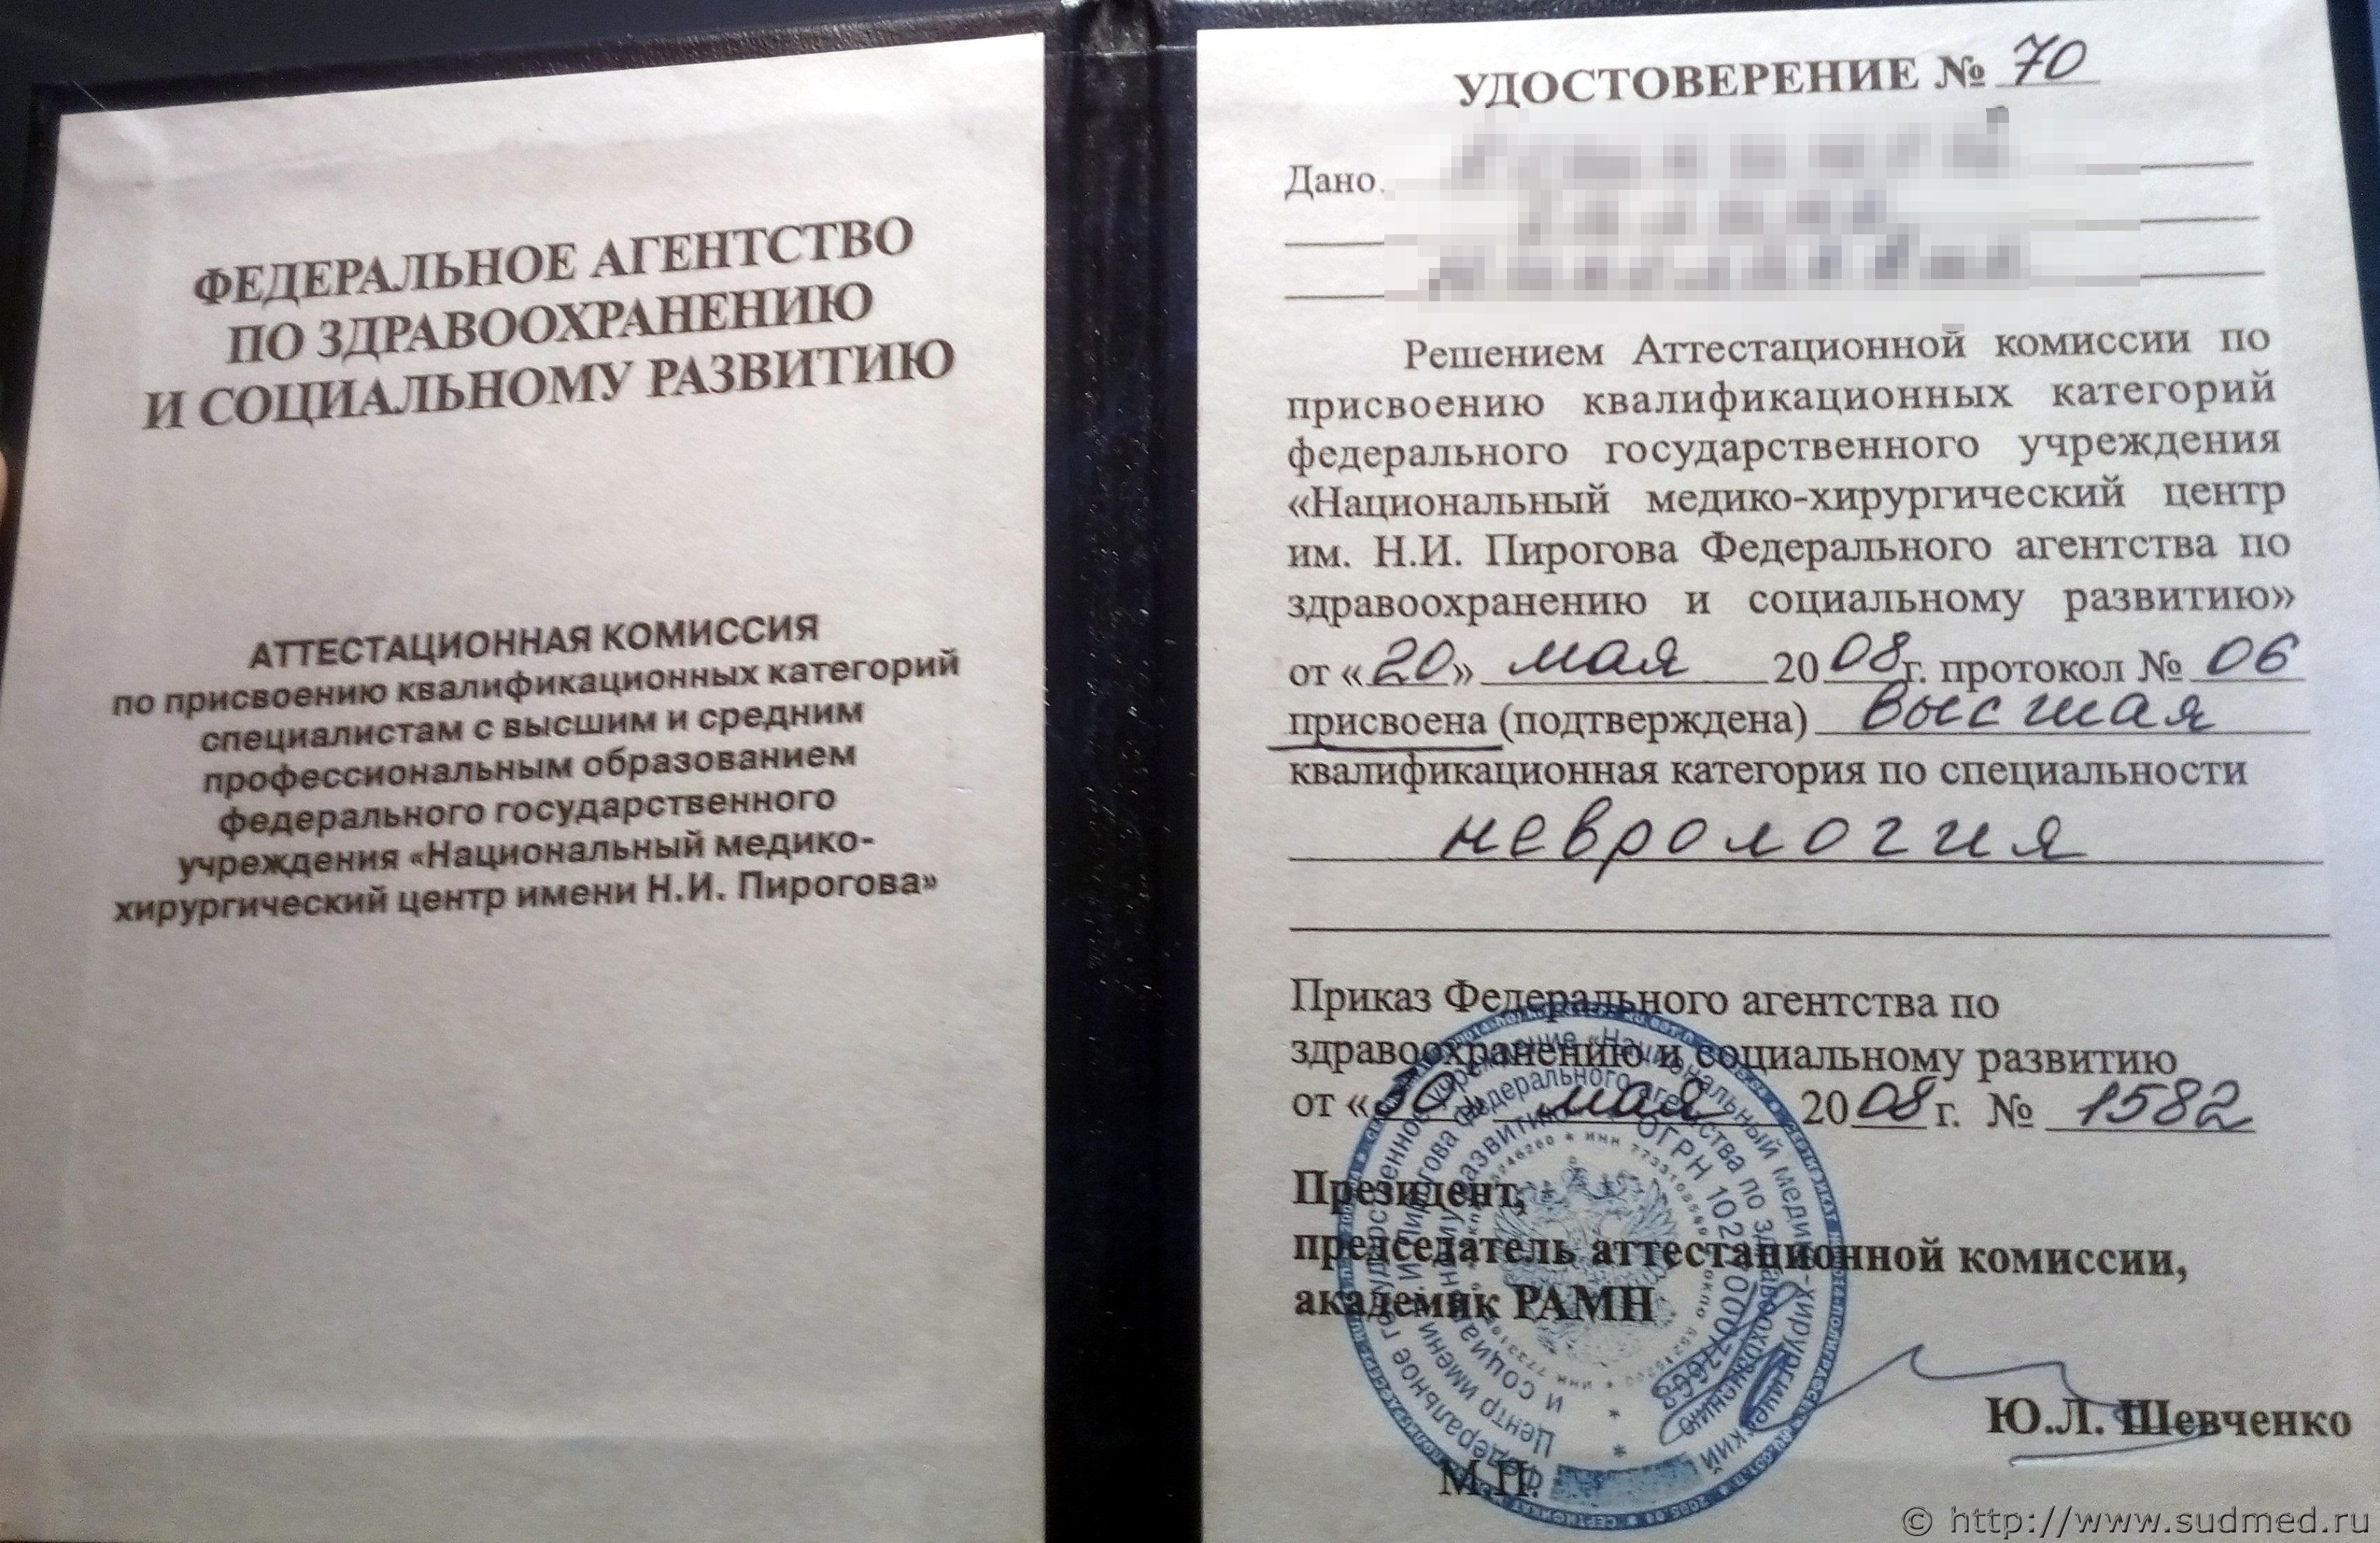 ФЕДЕРАЛЬНОЕ АГЕНТСТВО
ПО ЗДРАВООХРАНЕНИЮ
И СОЦИАЛЬНОМУ РАЗВИТИЮ
АТТЕСТАЦИОННАЯ КОМИССИЯ
по присвоению квалификационных категорий
специалистам с высшим и средним
профессиональным образованием
федерального государственного
учреждения «Национальный медико-
хирургический центр имени Н.И. Пирогова»
УДОСТОВЕРЕНИЕ № 70
Дано
Решением Аттестационной комиссии по
присвоению квалификационных категорий
федерального государственного учреждения
«Национальный медико-хирургический центр
им. Н.И. Пирогова Федерального агентства по
здравоохранению и социальному развитию»
от «20» мая 2008г. протокол № 06
присвоена (подтверждена) высшая
квалификационная категория по специальности
неврология
Приказ Федерального агентства по
здравоохранению и социальному развитию
от «30» мая 2008 г. № 1582
Президент,
председатель аттестационной комиссии,
академик РАМН
Ю.Л. Шевченко
М.П.
© http://www.sudmed.ru